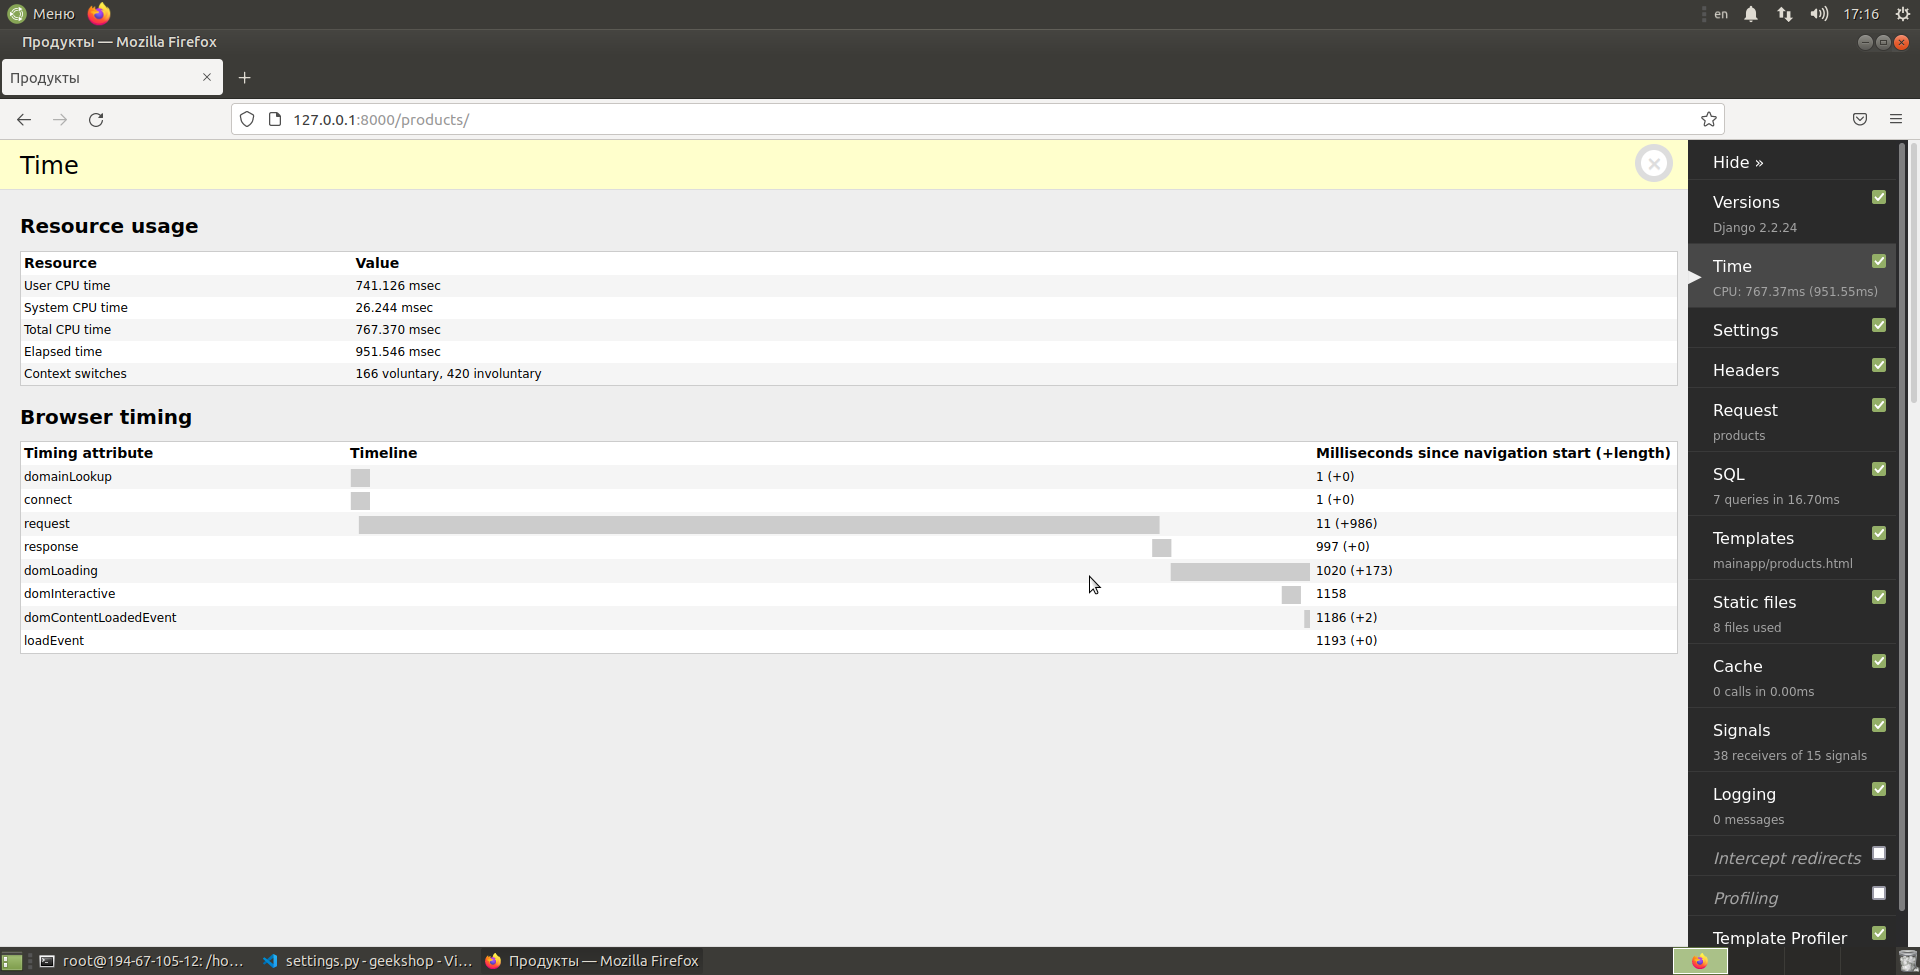 Меню
en
17:16
Продукты — Mozilla Firefox
Продукты
127.0.0.1:8000/products/
Time
Resource usage
Resource Value
User CPU time 741.126 msec
System CPU time 26.244 msec
Total CPU time 767.370 msec
Elapsed time 951.546 msec
Context switches 166 voluntary, 420 involuntary
Browser timing
Timing attribute Timeline Milliseconds since navigation start (+length)
domainLookup 1 (+0)
connect 1 (+0)
request 11 (+986)
response 997 (+0)
domLoading 1020 (+173)
domInteractive 1158
domContentLoadedEvent 1186 (+2)
loadEvent 1193 (+0)
Hide »
Versions
Django 2.2.24
Time
CPU: 767.37ms (951.55ms)
Settings
Headers
Request
products
SQL
7 queries in 16.70ms
Templates
mainapp/products.html
Static files
8 files used
Cache
0 calls in 0.00ms
Signals
38 receivers of 15 signals
Logging
0 messages
Intercept redirects
Profiling
Template Profiler
root@194-67-105-12: /ho...
settings.py - geekshop - Vi...
Продукты — Mozilla Firefox